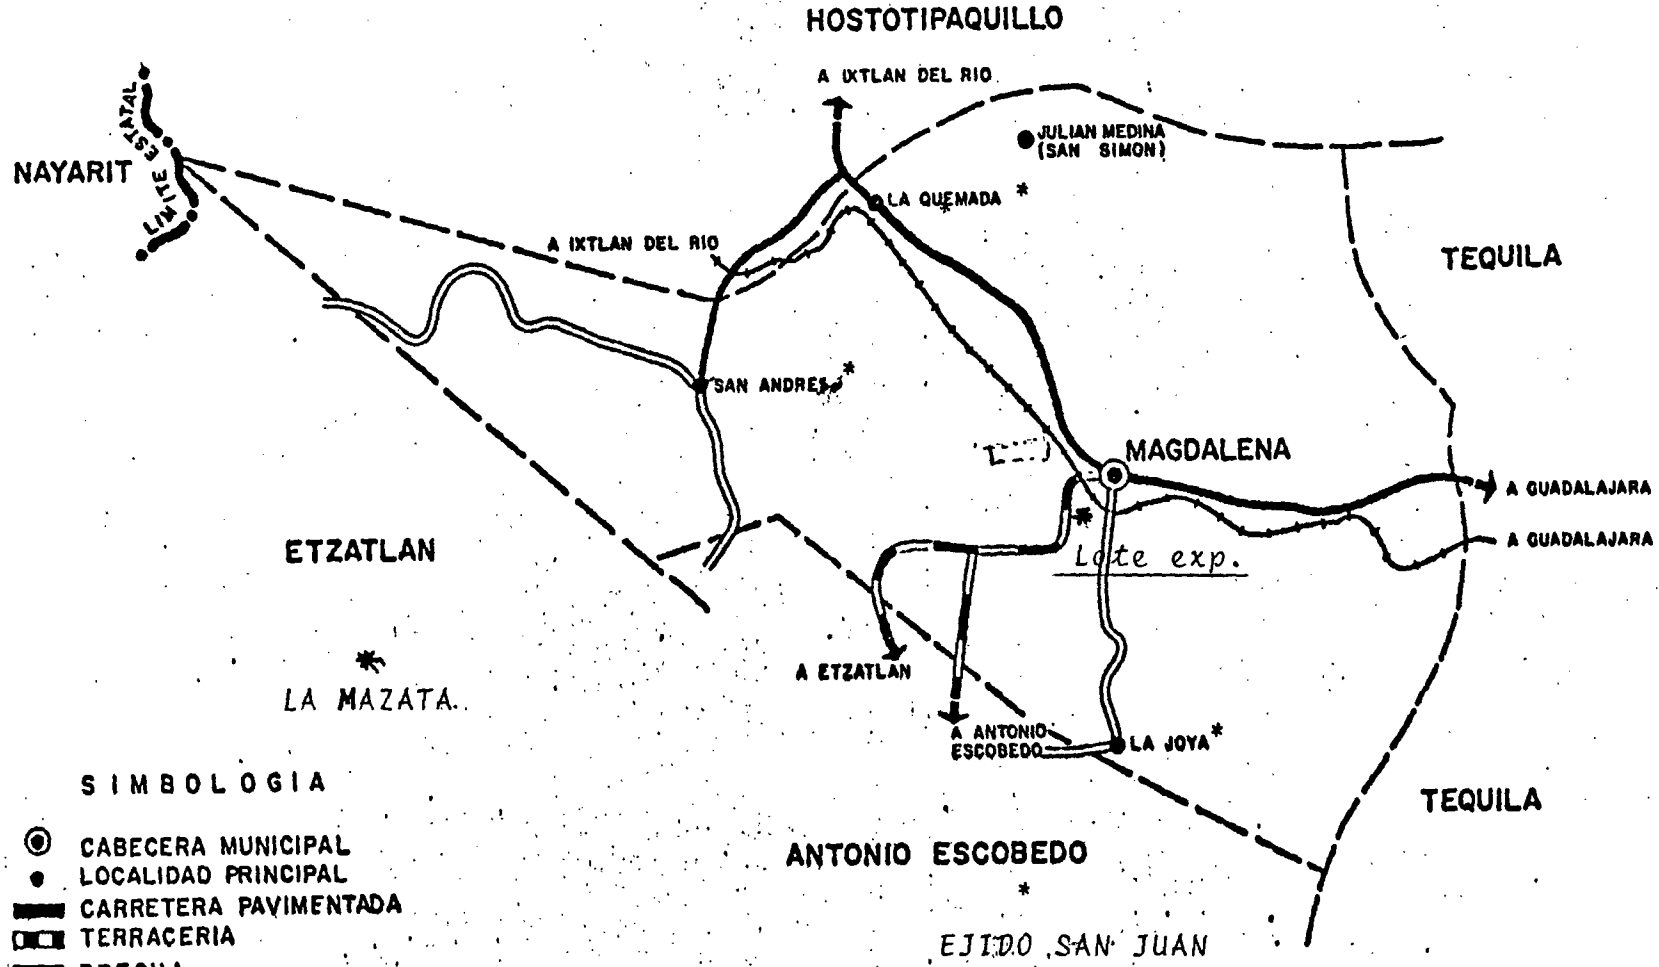 HOSTOTIPAQUILLO
A IXTLAN DEL RIO
JULIAN MEDINA
(SAN SIMON)
LIMITE ESTATAL
NAYARIT
LA QUEMADA *
*
A IXTLAN DEL RIO
TEQUILA
SAN ANDRES *
MAGDALENA
A GUADALAJARA
*
A GUADALAJARA
ETZATLAN
Lote exp.
*
A ETZATLAN
LA MAZATA.
A ANTONIO
ESCOBEDO
LA JOYA *
SIMBOLOGIA
TEQUILA
CABECERA MUNICIPAL
ANTONIO ESCOBEDO
LOCALIDAD PRINCIPAL
*
CARRETERA PAVIMENTADA
TERRACERIA
EJIDO SAN JUAN